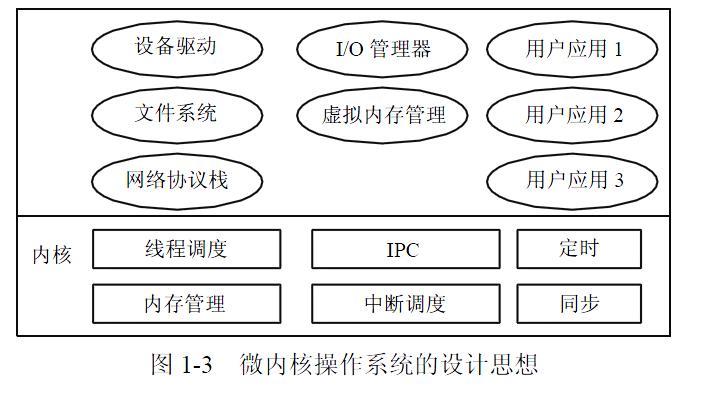 设备驱动 I/O 管理器 用户应用 1
文件系统 虚拟内存管理 用户应用 2
网络协议栈 用户应用 3
内核 线程调度 IPC 定时
内存管理 中断调度 同步
图 1-3 微内核操作系统的设计思想